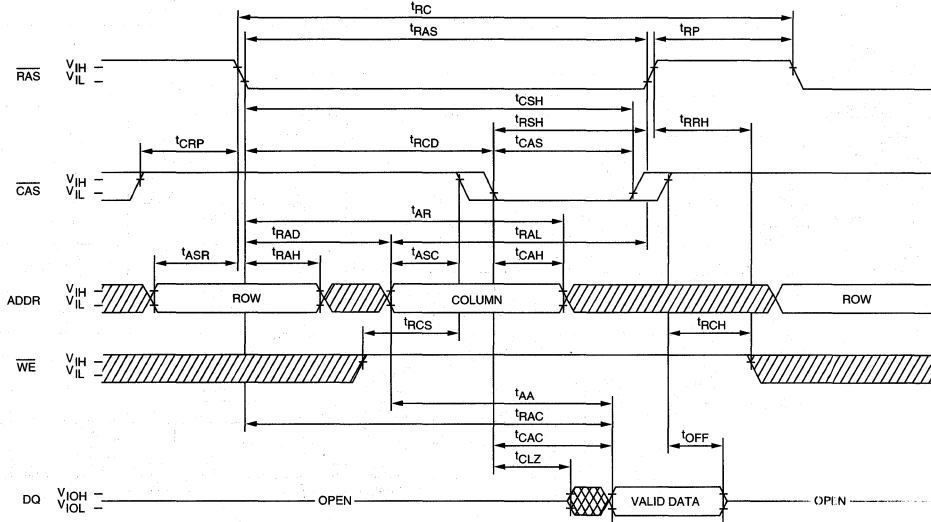 tRC
tRAS
tRP
RAS
VIH
VIL
tCSH
tRSH
tRRH
tCRP
tRCD
tCAS
CAS
VIH
VIL
tAR
tRAD
tRAL
tASR
tRAH
tASC
tCAH
ADDR
VIH
VIL
ROW
COLUMN
ROW
tRCS
tRCH
WE
VIH
VIL
tAA
tRAC
tCAC
tOFF
tCLZ
DQ
VIOH
VIOL
OPEN
VALID DATA
OPEN